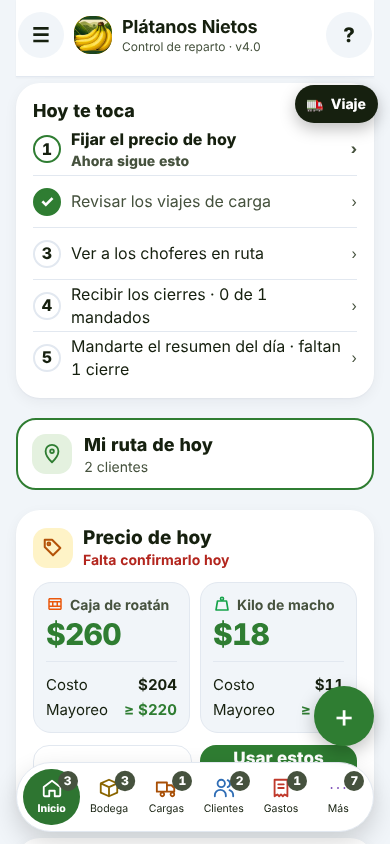 ☰
Plátanos Nietos
Control de reparto · v4.0
?
Hoy te toca
Viaje
1
Fijar el precio de hoy
Ahora sigue esto
›
✓
Revisar los viajes de carga
›
3
Ver a los choferes en ruta
›
4
Recibir los cierres · 0 de 1
mandados
›
5
Mandarte el resumen del día · faltan
1 cierre
›
Mi ruta de hoy
2 clientes
Precio de hoy
Falta confirmarlo hoy
Caja de roatán
$260
Costo $204
Mayoreo ≥ $220
Kilo de macho
$18
Costo $11
Mayoreo ≥
+
Usar estos
3
Inicio
3
Bodega
1
Cargas
2
Clientes
1
Gastos
7
Más